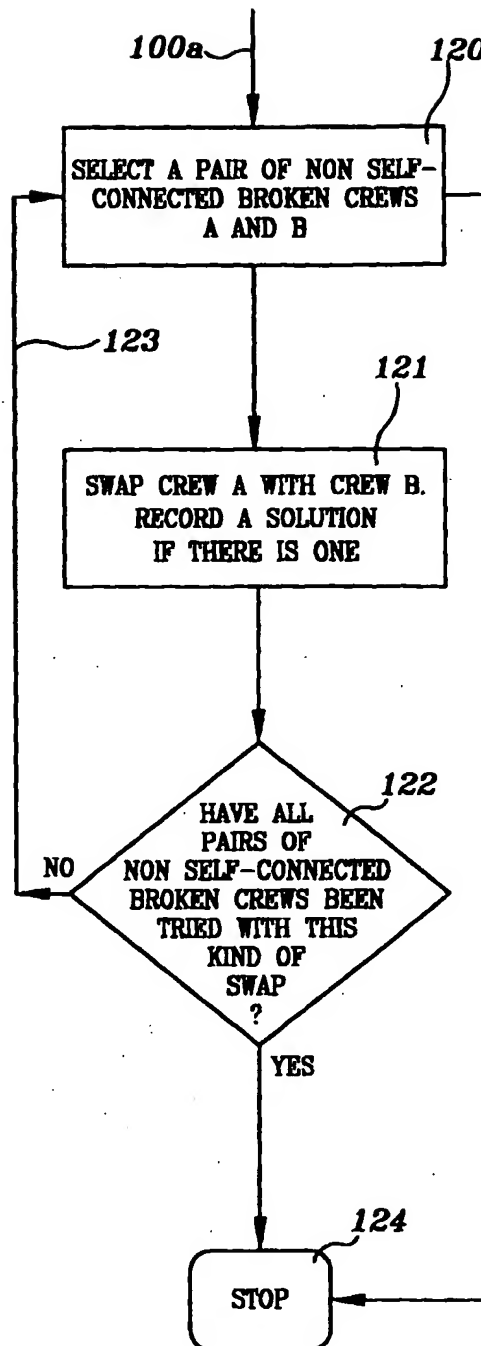 100a
120
SELECT A PAIR OF NON SELF-
CONNECTED BROKEN CREWS
A AND B
123
121
SWAP CREW A WITH CREW B.
RECORD A SOLUTION
IF THERE IS ONE
122
HAVE ALL
PAIRS OF
NON SELF-CONNECTED
BROKEN CREWS BEEN
TRIED WITH THIS
KIND OF
SWAP
?
NO
YES
124
STOP